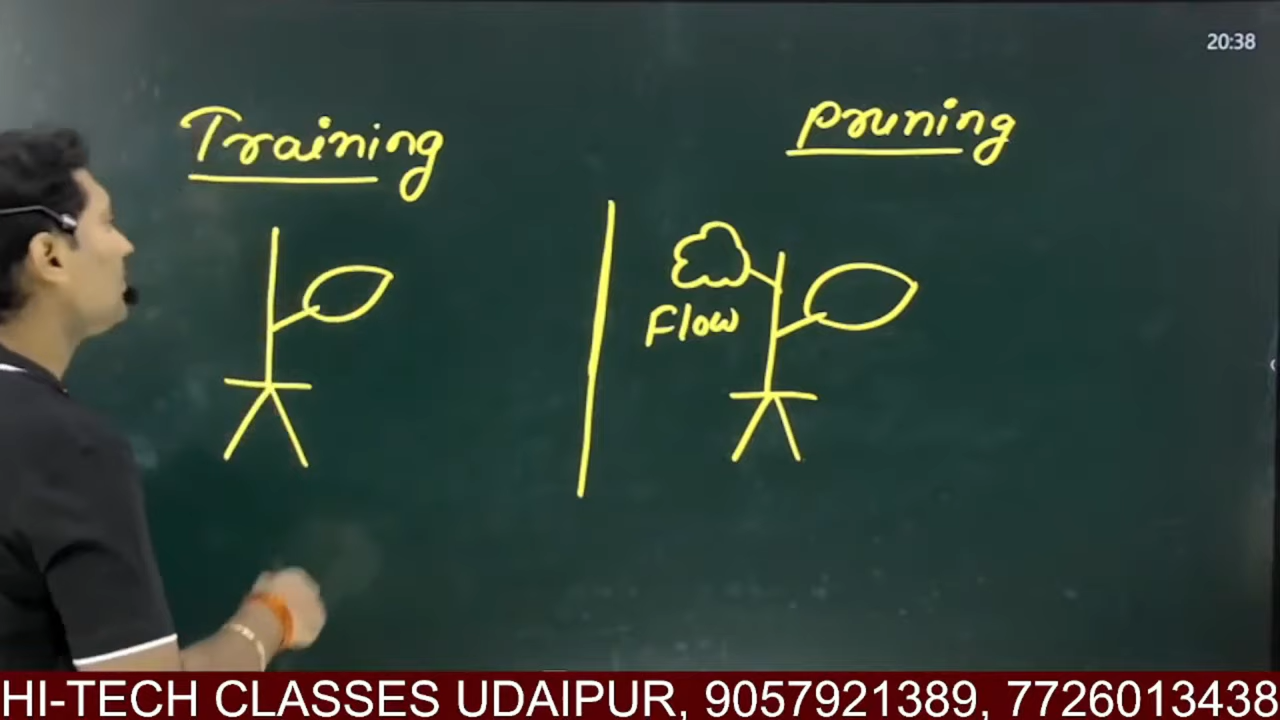 20:38
Training
Pruning
Flow
HI-TECH CLASSES UDAIPUR, 9057921389, 7726013438